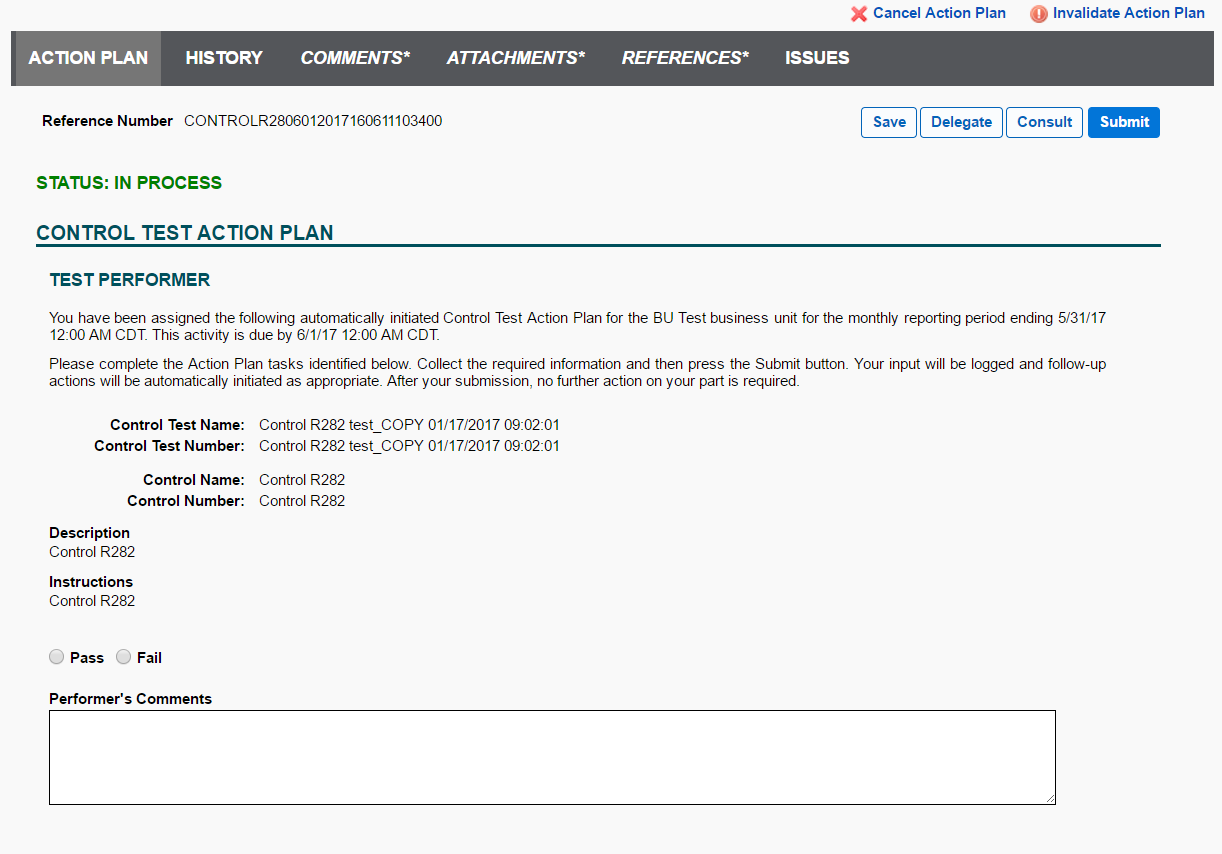 Cancel Action Plan Invalidate Action Plan
ACTION PLAN HISTORY COMMENTS* ATTACHMENTS* REFERENCES* ISSUES
Reference Number CONTROLR2806012017160611103400
Save Delegate Consult Submit
STATUS: IN PROCESS
CONTROL TEST ACTION PLAN
TEST PERFORMER
You have been assigned the following automatically initiated Control Test Action Plan for the BU Test business unit for the monthly reporting period ending 5/31/17
12:00 AM CDT. This activity is due by 6/1/17 12:00 AM CDT.
Please complete the Action Plan tasks identified below. Collect the required information and then press the Submit button. Your input will be logged and follow-up
actions will be automatically initiated as appropriate. After your submission, no further action on your part is required.
Control Test Name: Control R282 test_COPY 01/17/2017 09:02:01
Control Test Number: Control R282 test_COPY 01/17/2017 09:02:01
Control Name: Control R282
Control Number: Control R282
Description
Control R282
Instructions
Control R282
Pass Fail
Performer's Comments